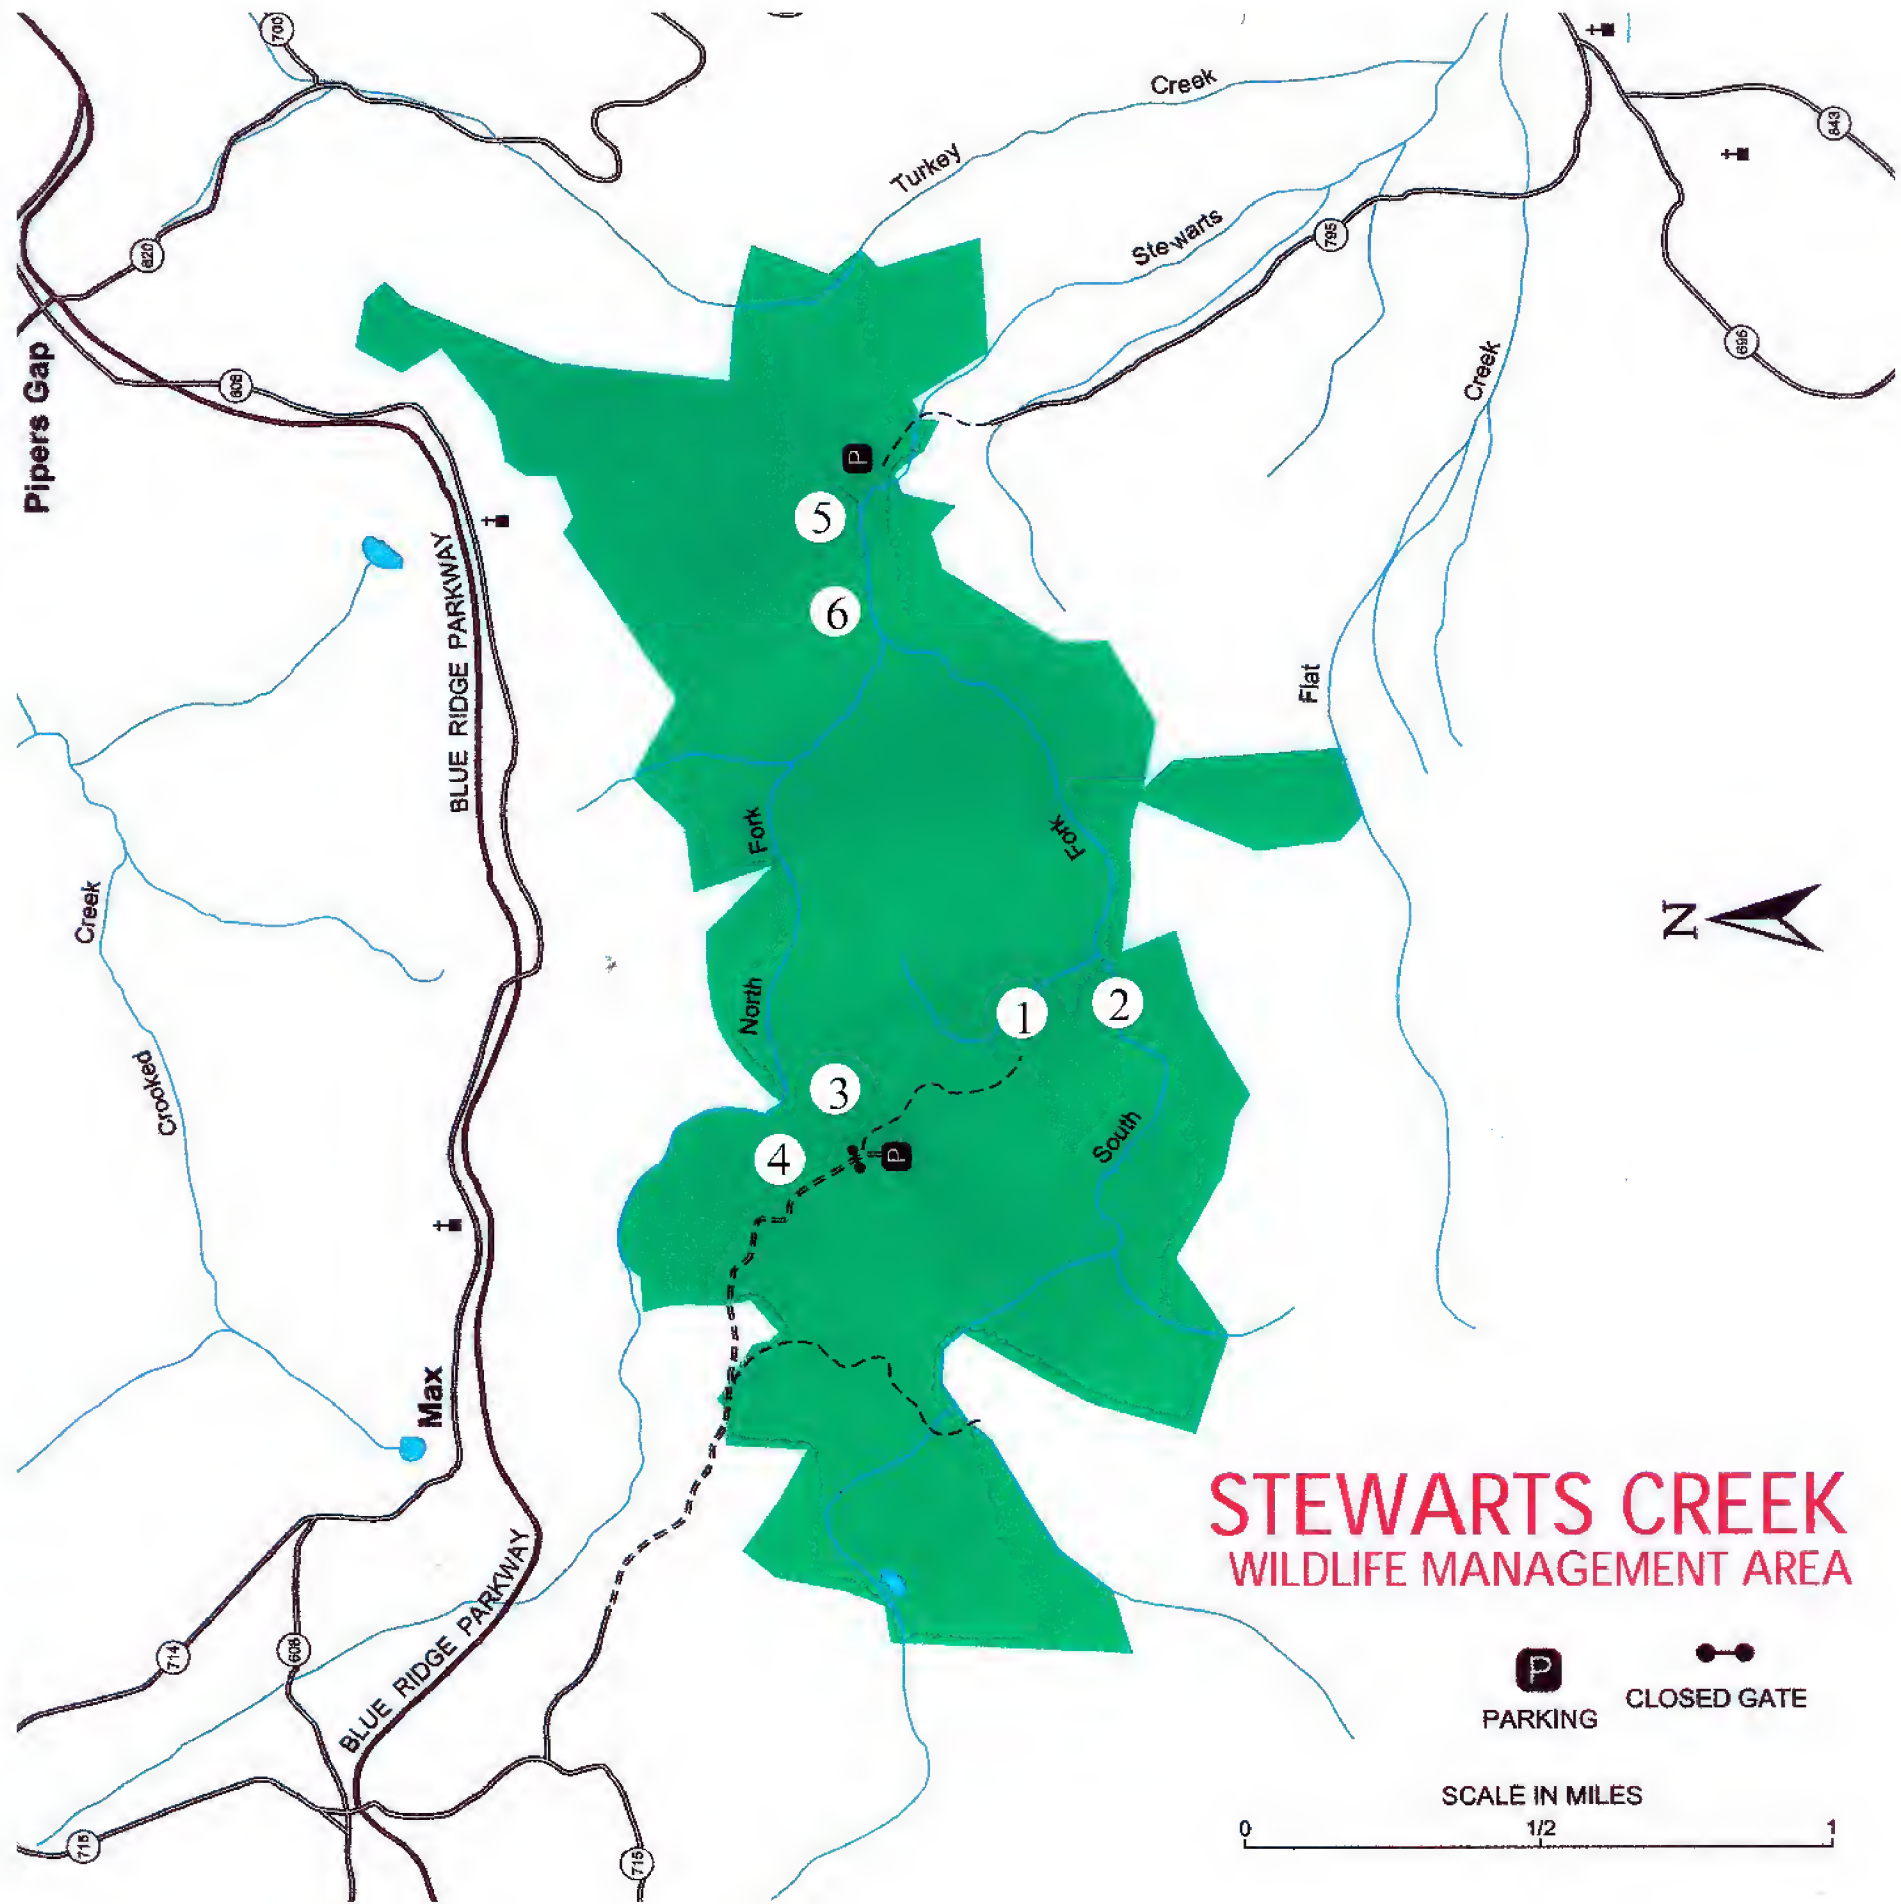 700
Creek
Turkey
843
620
Stewarts
795
Pipers Gap
608
Creek
696
P
5
6
BLUE RIDGE PARKWAY
Flat
Fork
Fork
Creek
North
N
1
2
Crooked
3
South
4
P
Max
STEWARTS CREEK
WILDLIFE MANAGEMENT AREA
BLUE RIDGE PARKWAY
714
608
P
PARKING
CLOSED GATE
SCALE IN MILES
0 1/2 1
715
715